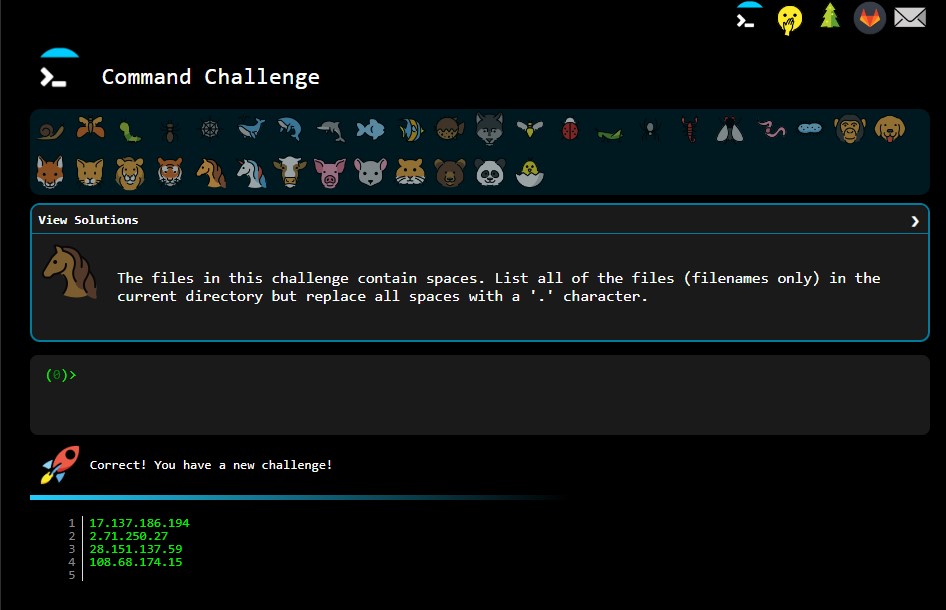 Command Challenge
View Solutions
The files in this challenge contain spaces. List all of the files (filenames only) in the
current directory but replace all spaces with a '.' character.
(0)>
Correct! You have a new challenge!
1 17.137.186.194
2 2.71.250.27
3 28.151.137.59
4 108.68.174.15
5